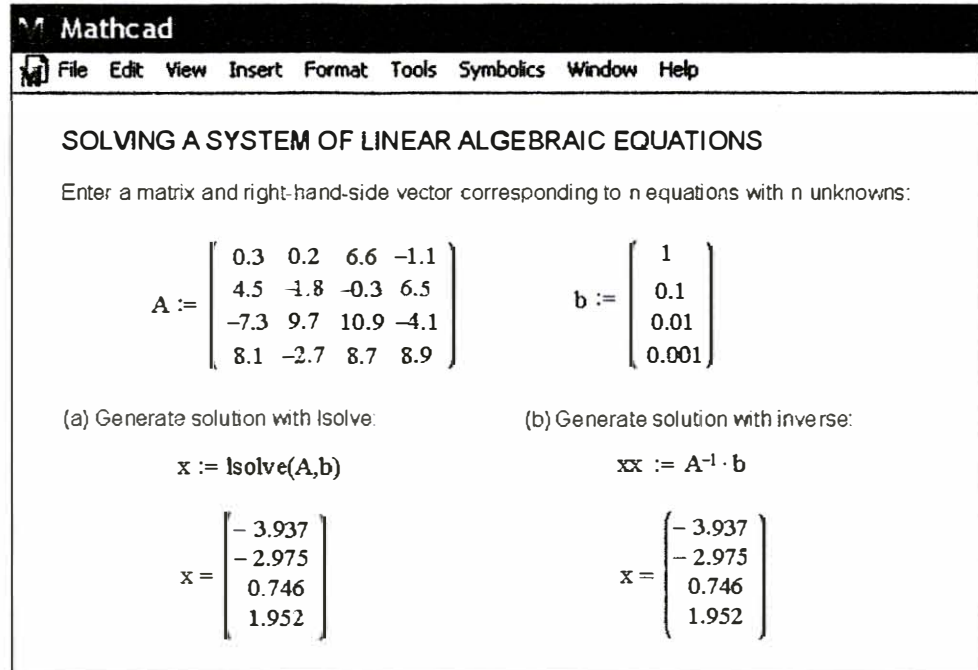 Mathcad
File Edit View Insert Format Tools Symbolics Window Help
SOLVING A SYSTEM OF LINEAR ALGEBRAIC EQUATIONS
Enter a matrix and right-hand-side vector corresponding to n equations with n unknowns:
A :=
0.3 0.2 6.6 –1.1
4.5 –1.8 –0.3 6.5
–7.3 9.7 10.9 –4.1
8.1 –2.7 8.7 8.9
b :=
1
0.1
0.01
0.001
(a) Generate solution with lsolve:
(b) Generate solution with inverse:
x := lsolve(A,b)
xx := A⁻¹ · b
x =
– 3.937
– 2.975
0.746
1.952
x =
– 3.937
– 2.975
0.746
1.952